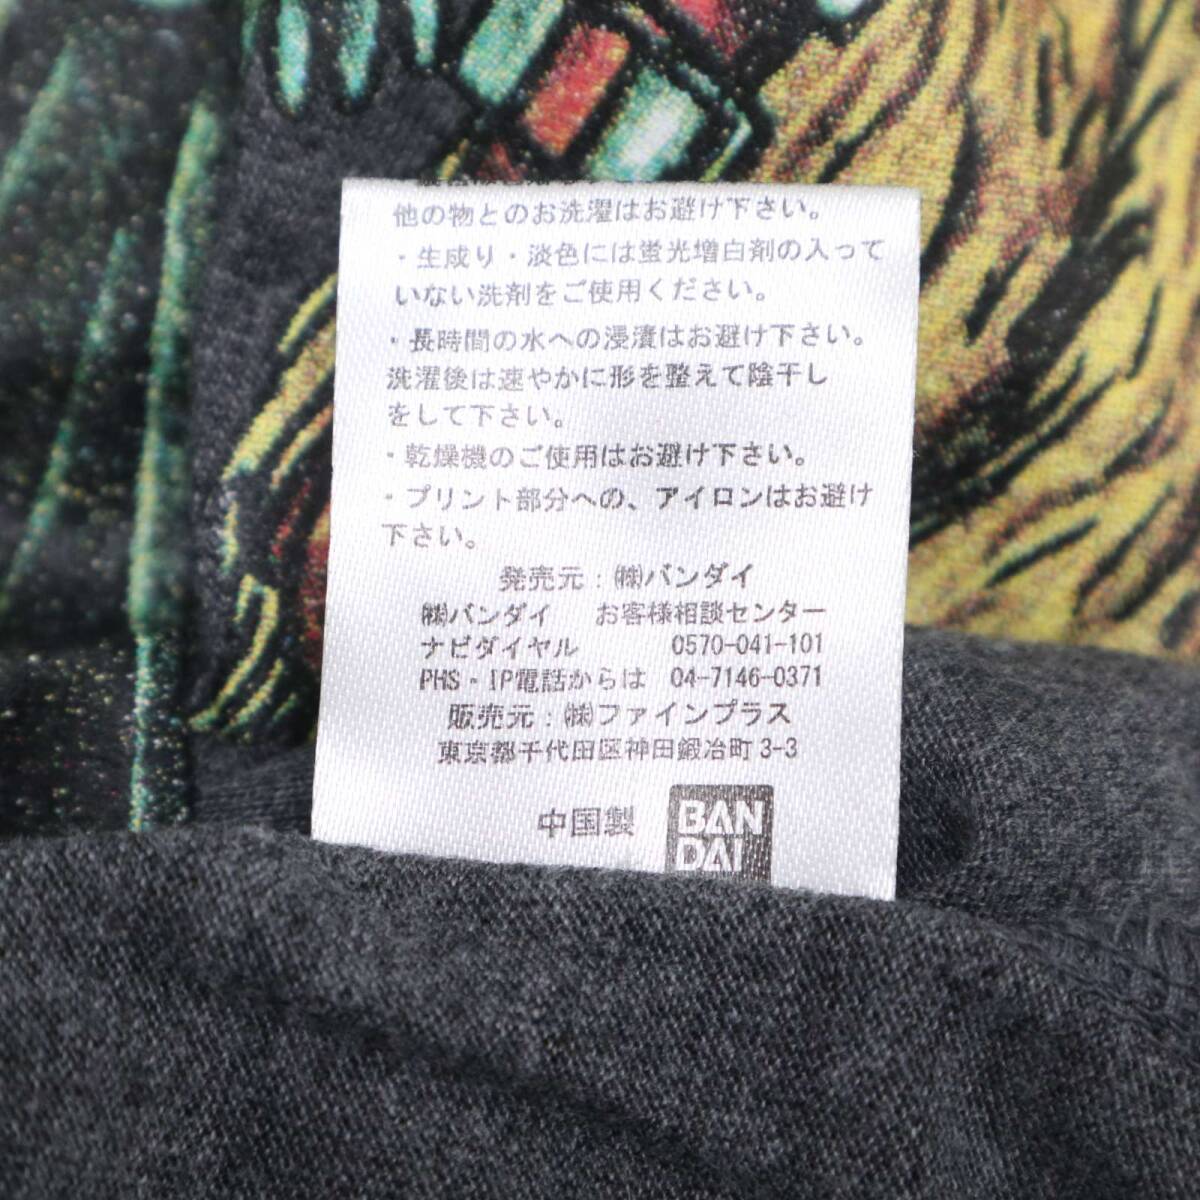 他の物とのお洗濯はお避け下さい。
・生成り・淡色には蛍光増白剤の入って
いない洗剤をご使用ください。
・長時間の水への浸漬はお避け下さい。
洗濯後は速やかに形を整えて陰干し
をして下さい。
・乾燥機のご使用はお避け下さい。
・プリント部分への、アイロンはお避け
下さい。
発売元：㈱バンダイ
㈱バンダイ　お客様相談センター
ナビダイヤル　0570-041-101
PHS・IP電話からは 04-7146-0371
販売元：㈱ファインプラス
東京都千代田区神田鍛冶町 3-3
中国製
BAN
DAI